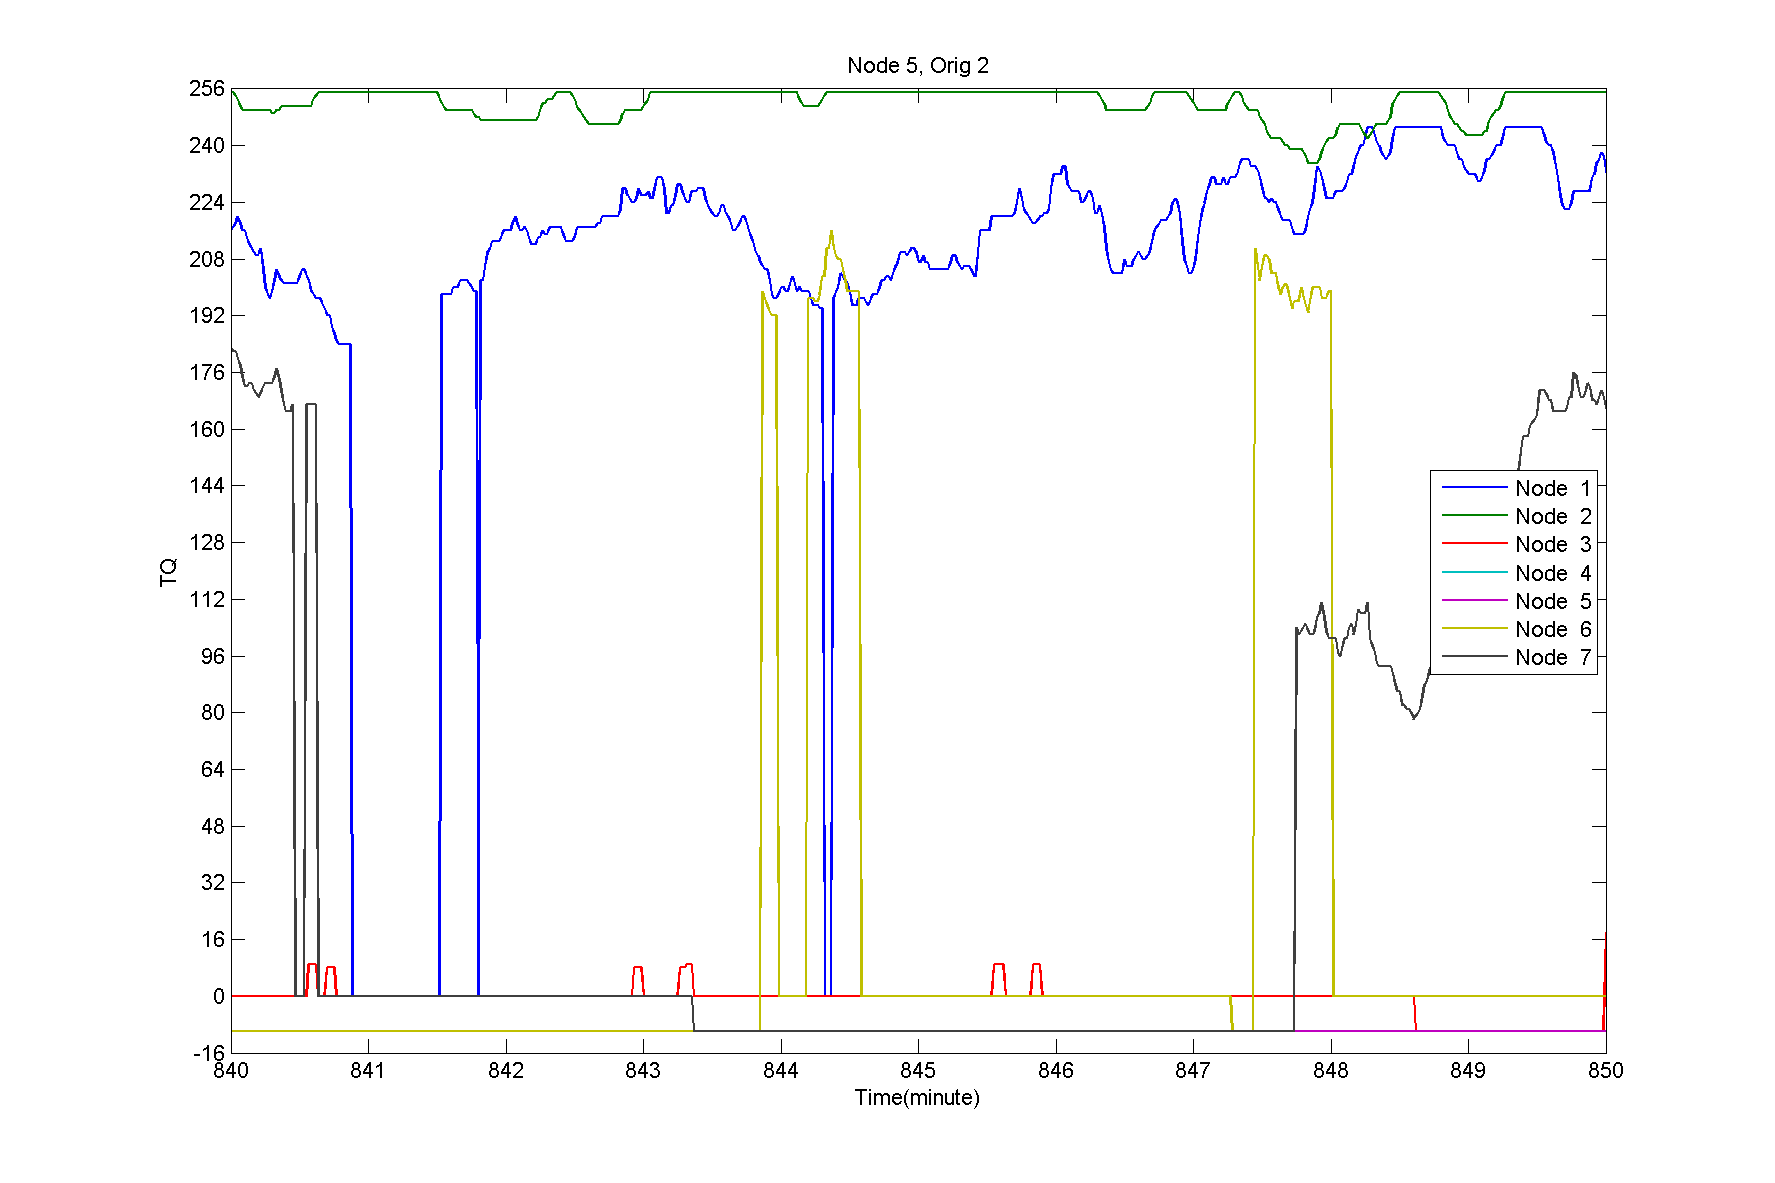 Node 5, Orig 2
256
240
224
208
192
176
160
144
128
112
96
80
64
48
32
16
0
-16
TQ
Node 1
Node 2
Node 3
Node 4
Node 5
Node 6
Node 7
840 841 842 843 844 845 846 847 848 849 850
Time(minute)